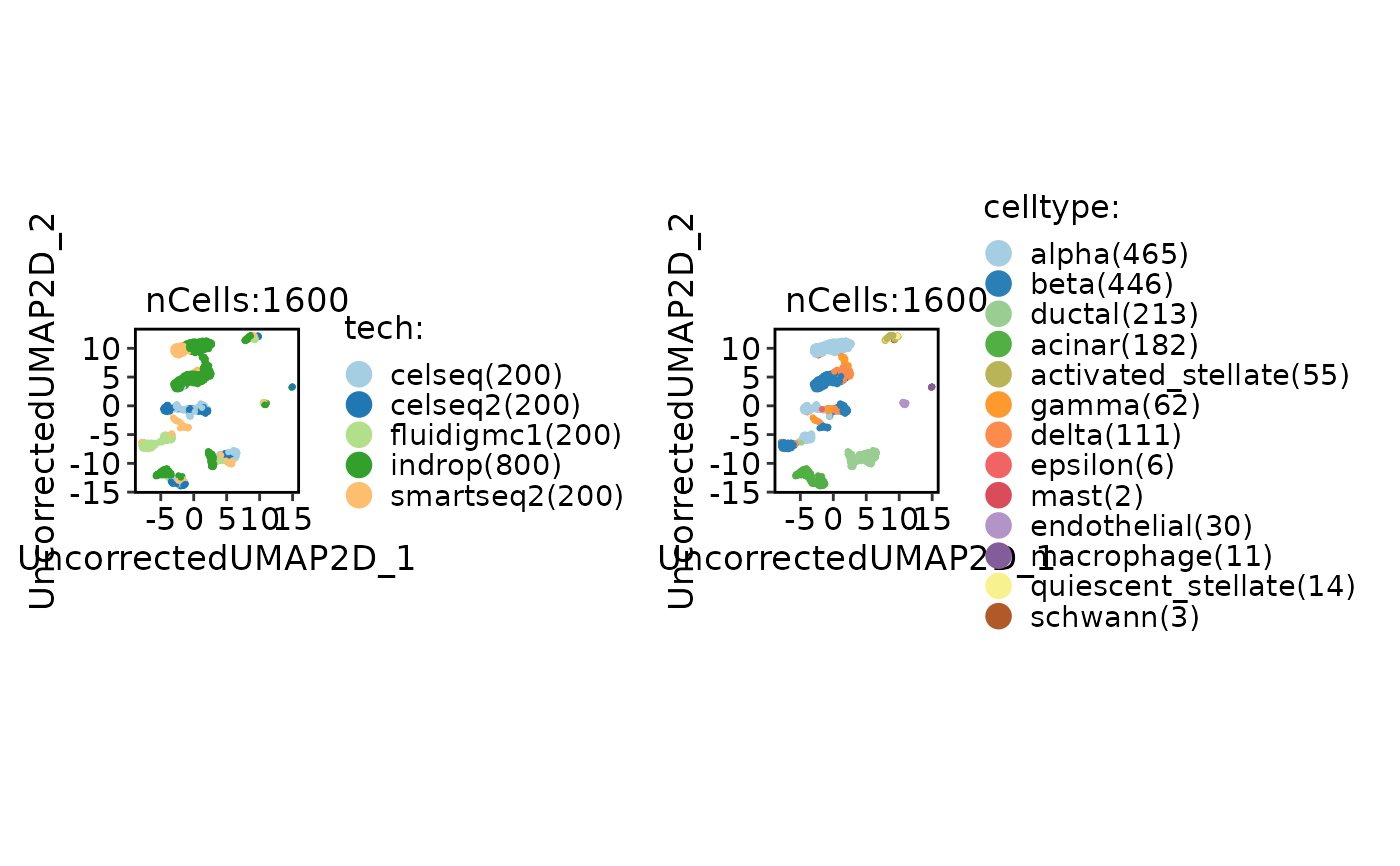 nCells:1600
UncorrectedUMAP2D_2
10
5
0
-5
-10
-15
-5 0 5 10 15
UncorrectedUMAP2D_1
tech:
celseq(200)
celseq2(200)
fluidigmc1(200)
indrop(800)
smartseq2(200)
nCells:1600
UncorrectedUMAP2D_2
10
5
0
-5
-10
-15
-5 0 5 10 15
UncorrectedUMAP2D_1
celltype:
alpha(465)
beta(446)
ductal(213)
acinar(182)
activated_stellate(55)
gamma(62)
delta(111)
epsilon(6)
mast(2)
endothelial(30)
macrophage(11)
quiescent_stellate(14)
schwann(3)